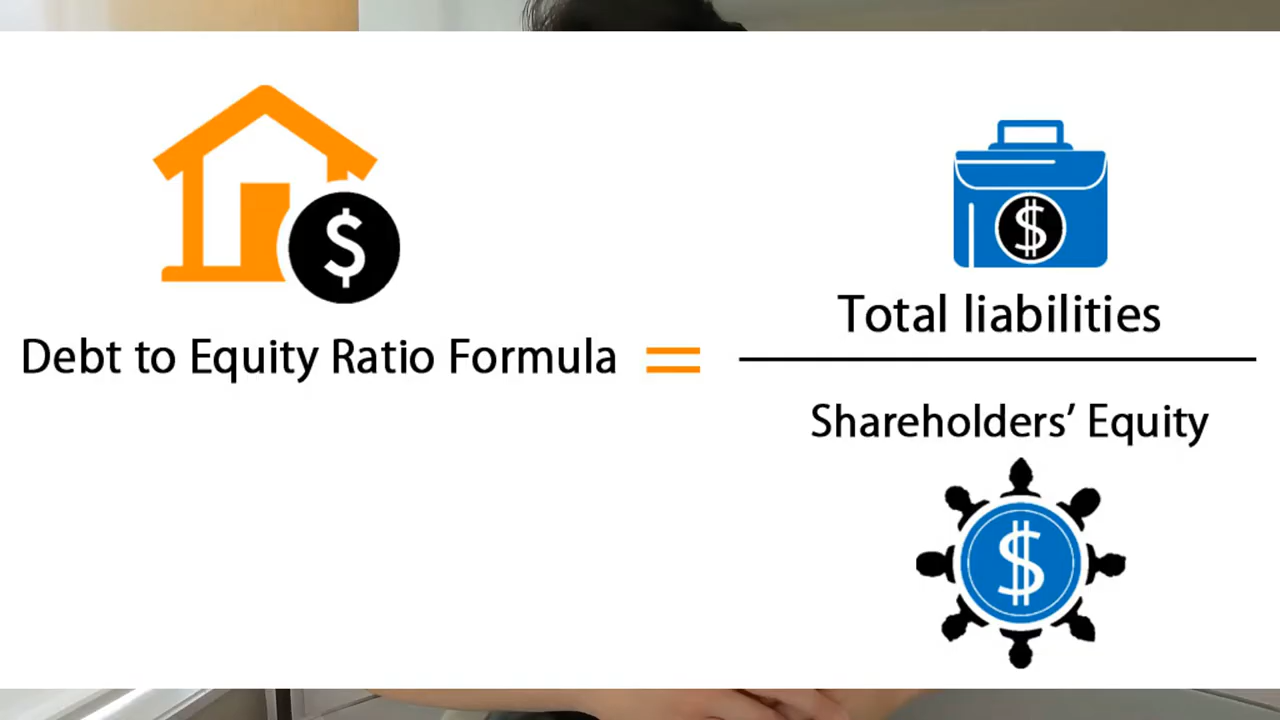 Total liabilities
Debt to Equity Ratio Formula =
Shareholders’ Equity